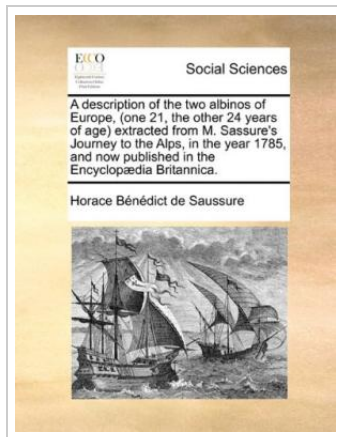 ECCO
Social Sciences
A description of the two albinos of
Europe, (one 21, the other 24 years
of age) extracted from M. Sassure's
Journey to the Alps, in the year 1785,
and now published in the
Encyclopædia Britannica.
Horace Bénédict de Saussure